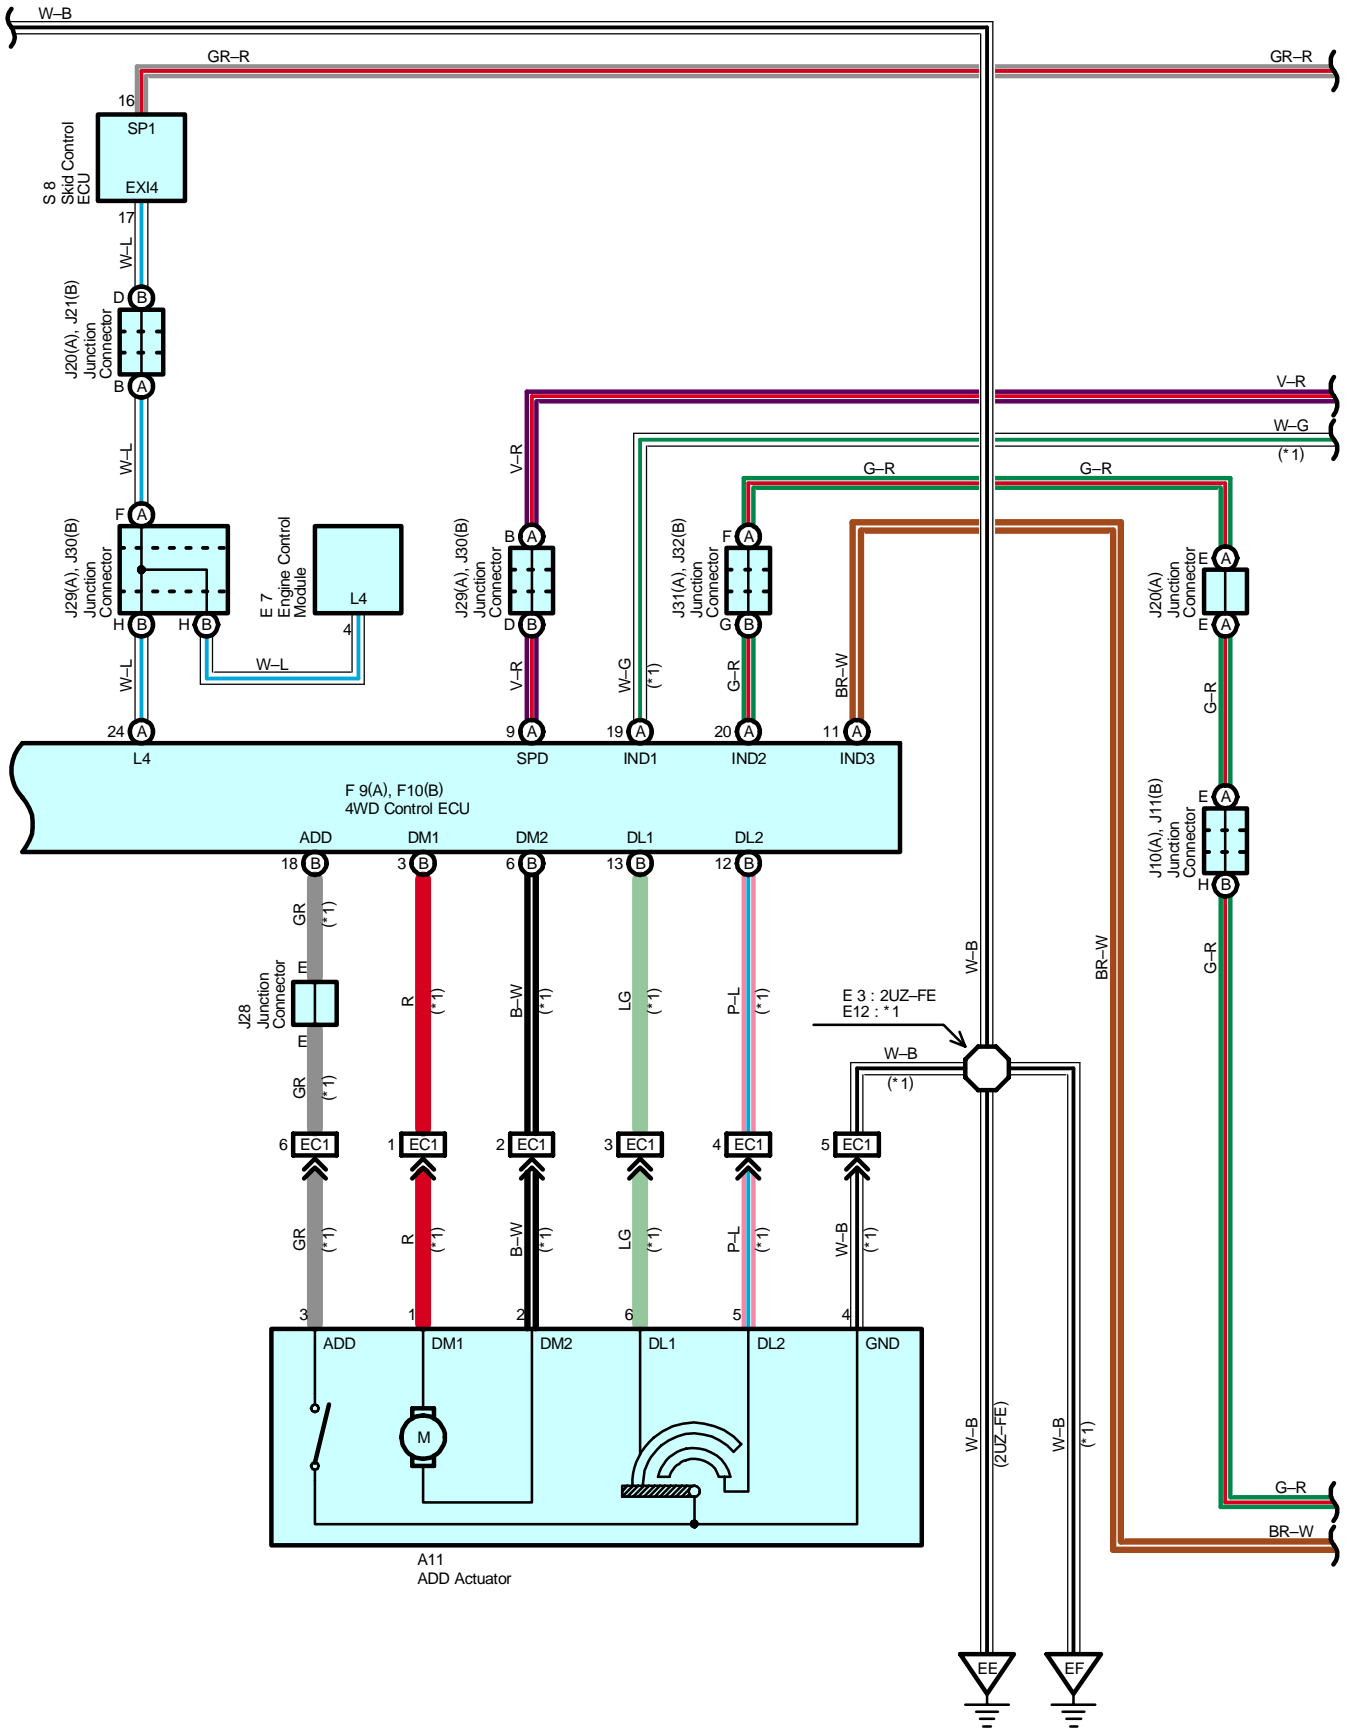 W–B
GR–R
GR–R
16
SP1
S 8
Skid Control
ECU
EXI4
17
W–L
D
B
J20(A), J21(B)
Junction
Connector
B
A
V–R
W–G
(*1)
W–L
V–R
G–R
G–R
F
A
J29(A), J30(B)
Junction
Connector
H
B
H
B
E 7
Engine Control
Module
L4
4
W–L
W–L
B
A
J29(A), J30(B)
Junction
Connector
D
B
V–R
F
A
J31(A), J32(B)
Junction
Connector
G
B
W–G
(*1)
G–R
BR–W
E
A
J20(A)
Junction
Connector
E
A
G–R
24
A
9
A
19
A
20
A
11
A
L4
SPD
IND1
IND2
IND3
F 9(A), F10(B)
4WD Control ECU
ADD
DM1
DM2
DL1
DL2
18
B
3
B
6
B
13
B
12
B
E
A
J10(A), J11(B)
Junction
Connector
H
B
G–R
GR
(*1)
E
J28
Junction
Connector
E
GR
(*1)
R
(*1)
B–W
(*1)
LG
(*1)
P–L
(*1)
W–B
BR–W
E 3 : 2UZ–FE
E12 : *1
W–B
(*1)
6
EC1
1
EC1
2
EC1
3
EC1
4
EC1
5
EC1
GR
(*1)
R
(*1)
B–W
(*1)
LG
(*1)
P–L
(*1)
W–B
(*1)
3
1
2
6
5
4
ADD
DM1
DM2
DL1
DL2
GND
M
W–B
(2UZ–FE)
W–B
(*1)
G–R
BR–W
A11
ADD Actuator
EE
EF